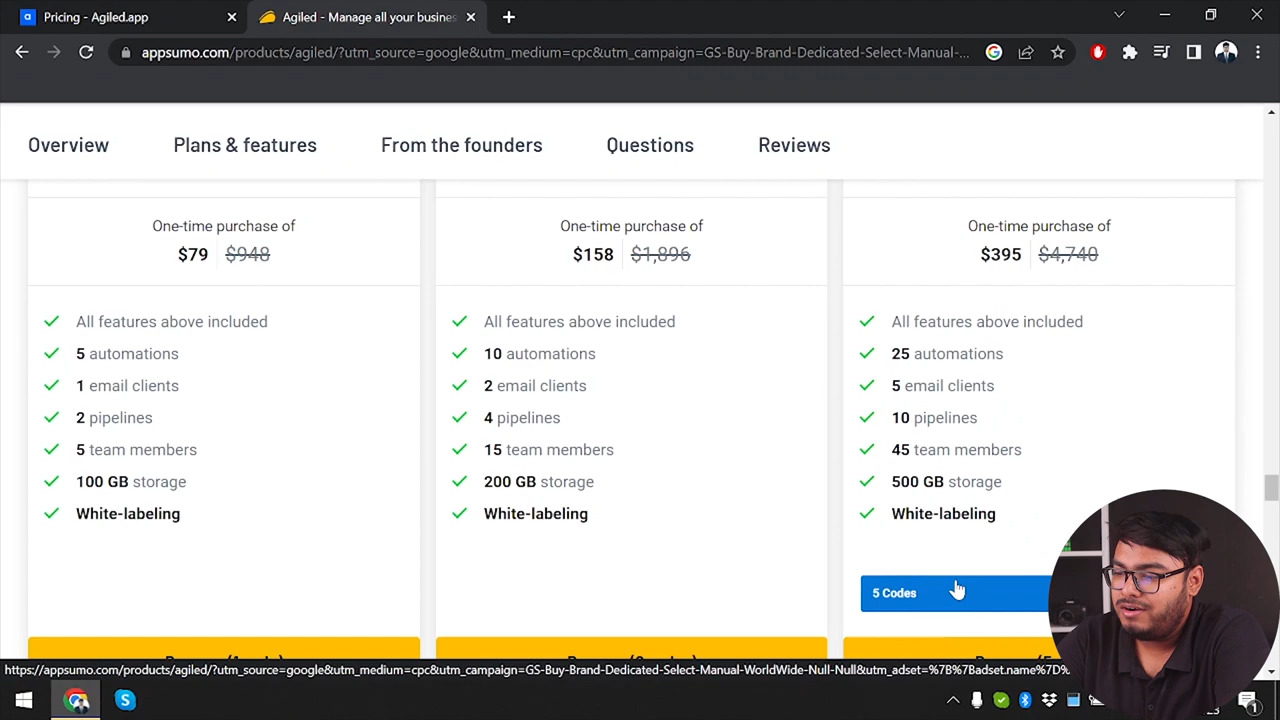 Pricing - Agiled.app
Agiled - Manage all your busines
appsumo.com/products/agiled/?utm_source=google&utm_medium=cpc&utm_campaign=GS-Buy-Brand-Dedicated-Select-Manual-...
Overview
Plans & features
From the founders
Questions
Reviews
One-time purchase of
$79 $948
All features above included
5 automations
1 email clients
2 pipelines
5 team members
100 GB storage
White-labeling
One-time purchase of
$158 $1,896
All features above included
10 automations
2 email clients
4 pipelines
15 team members
200 GB storage
White-labeling
One-time purchase of
$395 $4,740
All features above included
25 automations
5 email clients
10 pipelines
45 team members
500 GB storage
White-labeling
5 Codes
https://appsumo.com/products/agiled/?utm_source=google&utm_medium=cpc&utm_campaign=GS-Buy-Brand-Dedicated-Select-Manual-WorldWide-Null-Null&utm_adset=%7B%7Badset.name%7D%
1